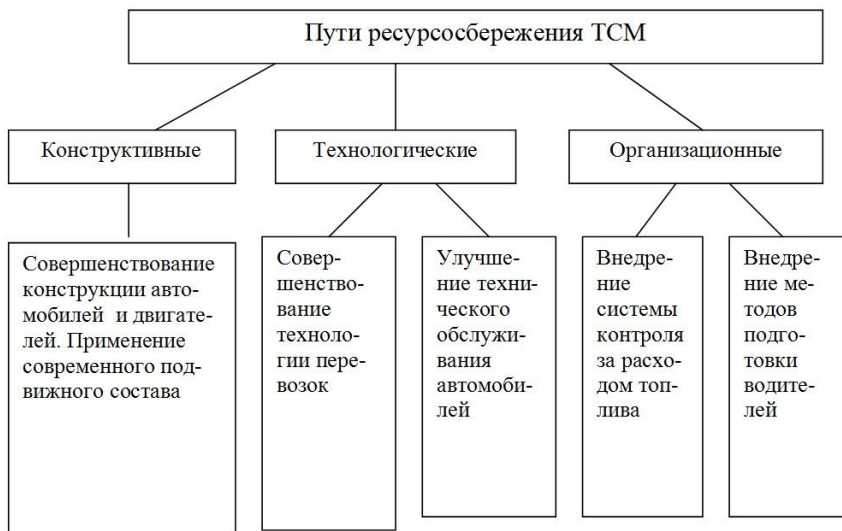 Пути ресурсосбережения ТСМ
Конструктивные
Технологические
Организационные
Совершенствование
конструкции авто-
мобилей и двигате-
лей. Применение
современного под-
вижного состава
Совер-
шенство-
вание
техноло-
гии пере-
возок
Улучше-
ние техни-
ческого
обслужи-
вания
автомоби-
лей
Внедре-
ние
системы
контроля
за расхо-
дом топ-
лива
Внедре-
ние ме-
тодов
подго-
товки
водите-
лей